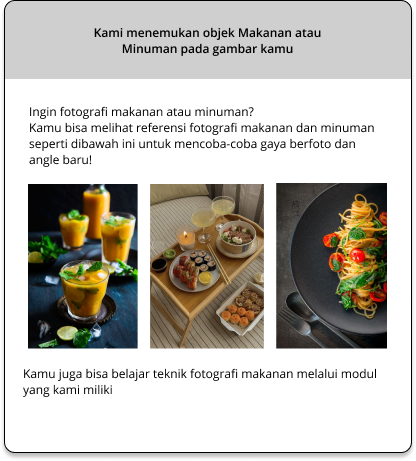 Kami menemukan objek Makanan atau
Minuman pada gambar kamu
Ingin fotografi makanan atau minuman?
Kamu bisa melihat referensi fotografi makanan dan minuman
seperti dibawah ini untuk mencoba-coba gaya berfoto dan
angle baru!
Kamu juga bisa belajar teknik fotografi makanan melalui modul
yang kami miliki